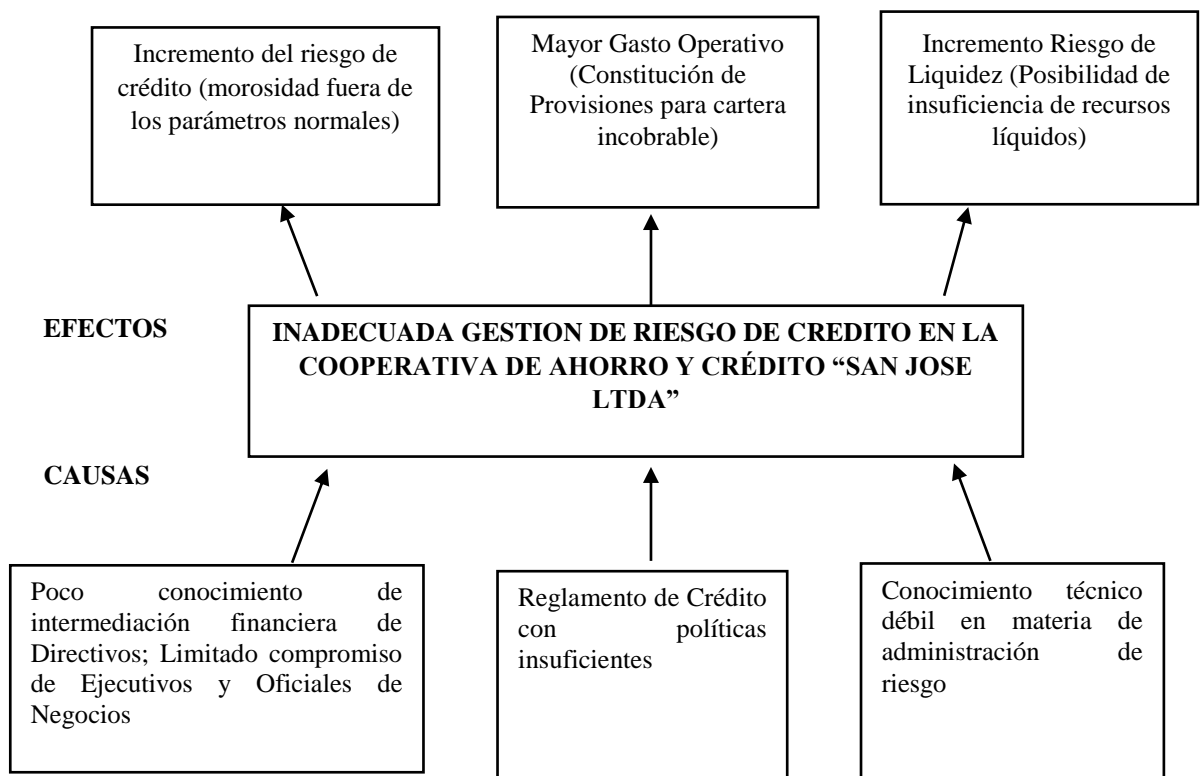 Incremento del riesgo de
crédito (morosidad fuera de
los parámetros normales)
Mayor Gasto Operativo
(Constitución de
Provisiones para cartera
incobrable)
Incremento Riesgo de
Liquidez (Posibilidad de
insuficiencia de recursos
líquidos)
EFECTOS
INADECUADA GESTION DE RIESGO DE CREDITO EN LA
COOPERATIVA DE AHORRO Y CRÉDITO “SAN JOSE
LTDA”
CAUSAS
Poco conocimiento de
intermediación financiera de
Directivos; Limitado compromiso
de Ejecutivos y Oficiales de
Negocios
Reglamento de Crédito
con políticas
insuficientes
Conocimiento técnico
débil en materia de
administración de
riesgo